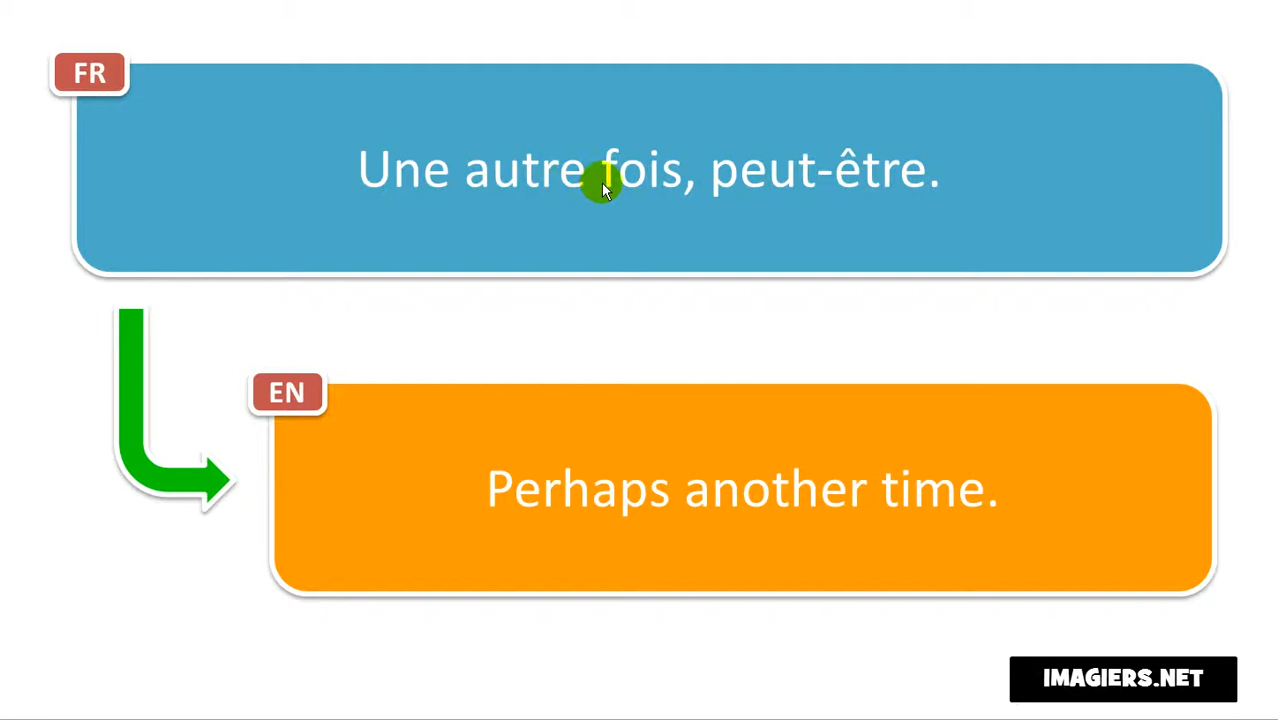 FR
Une autre fois, peut-être.
EN
Perhaps another time.
IMAGIERS.NET